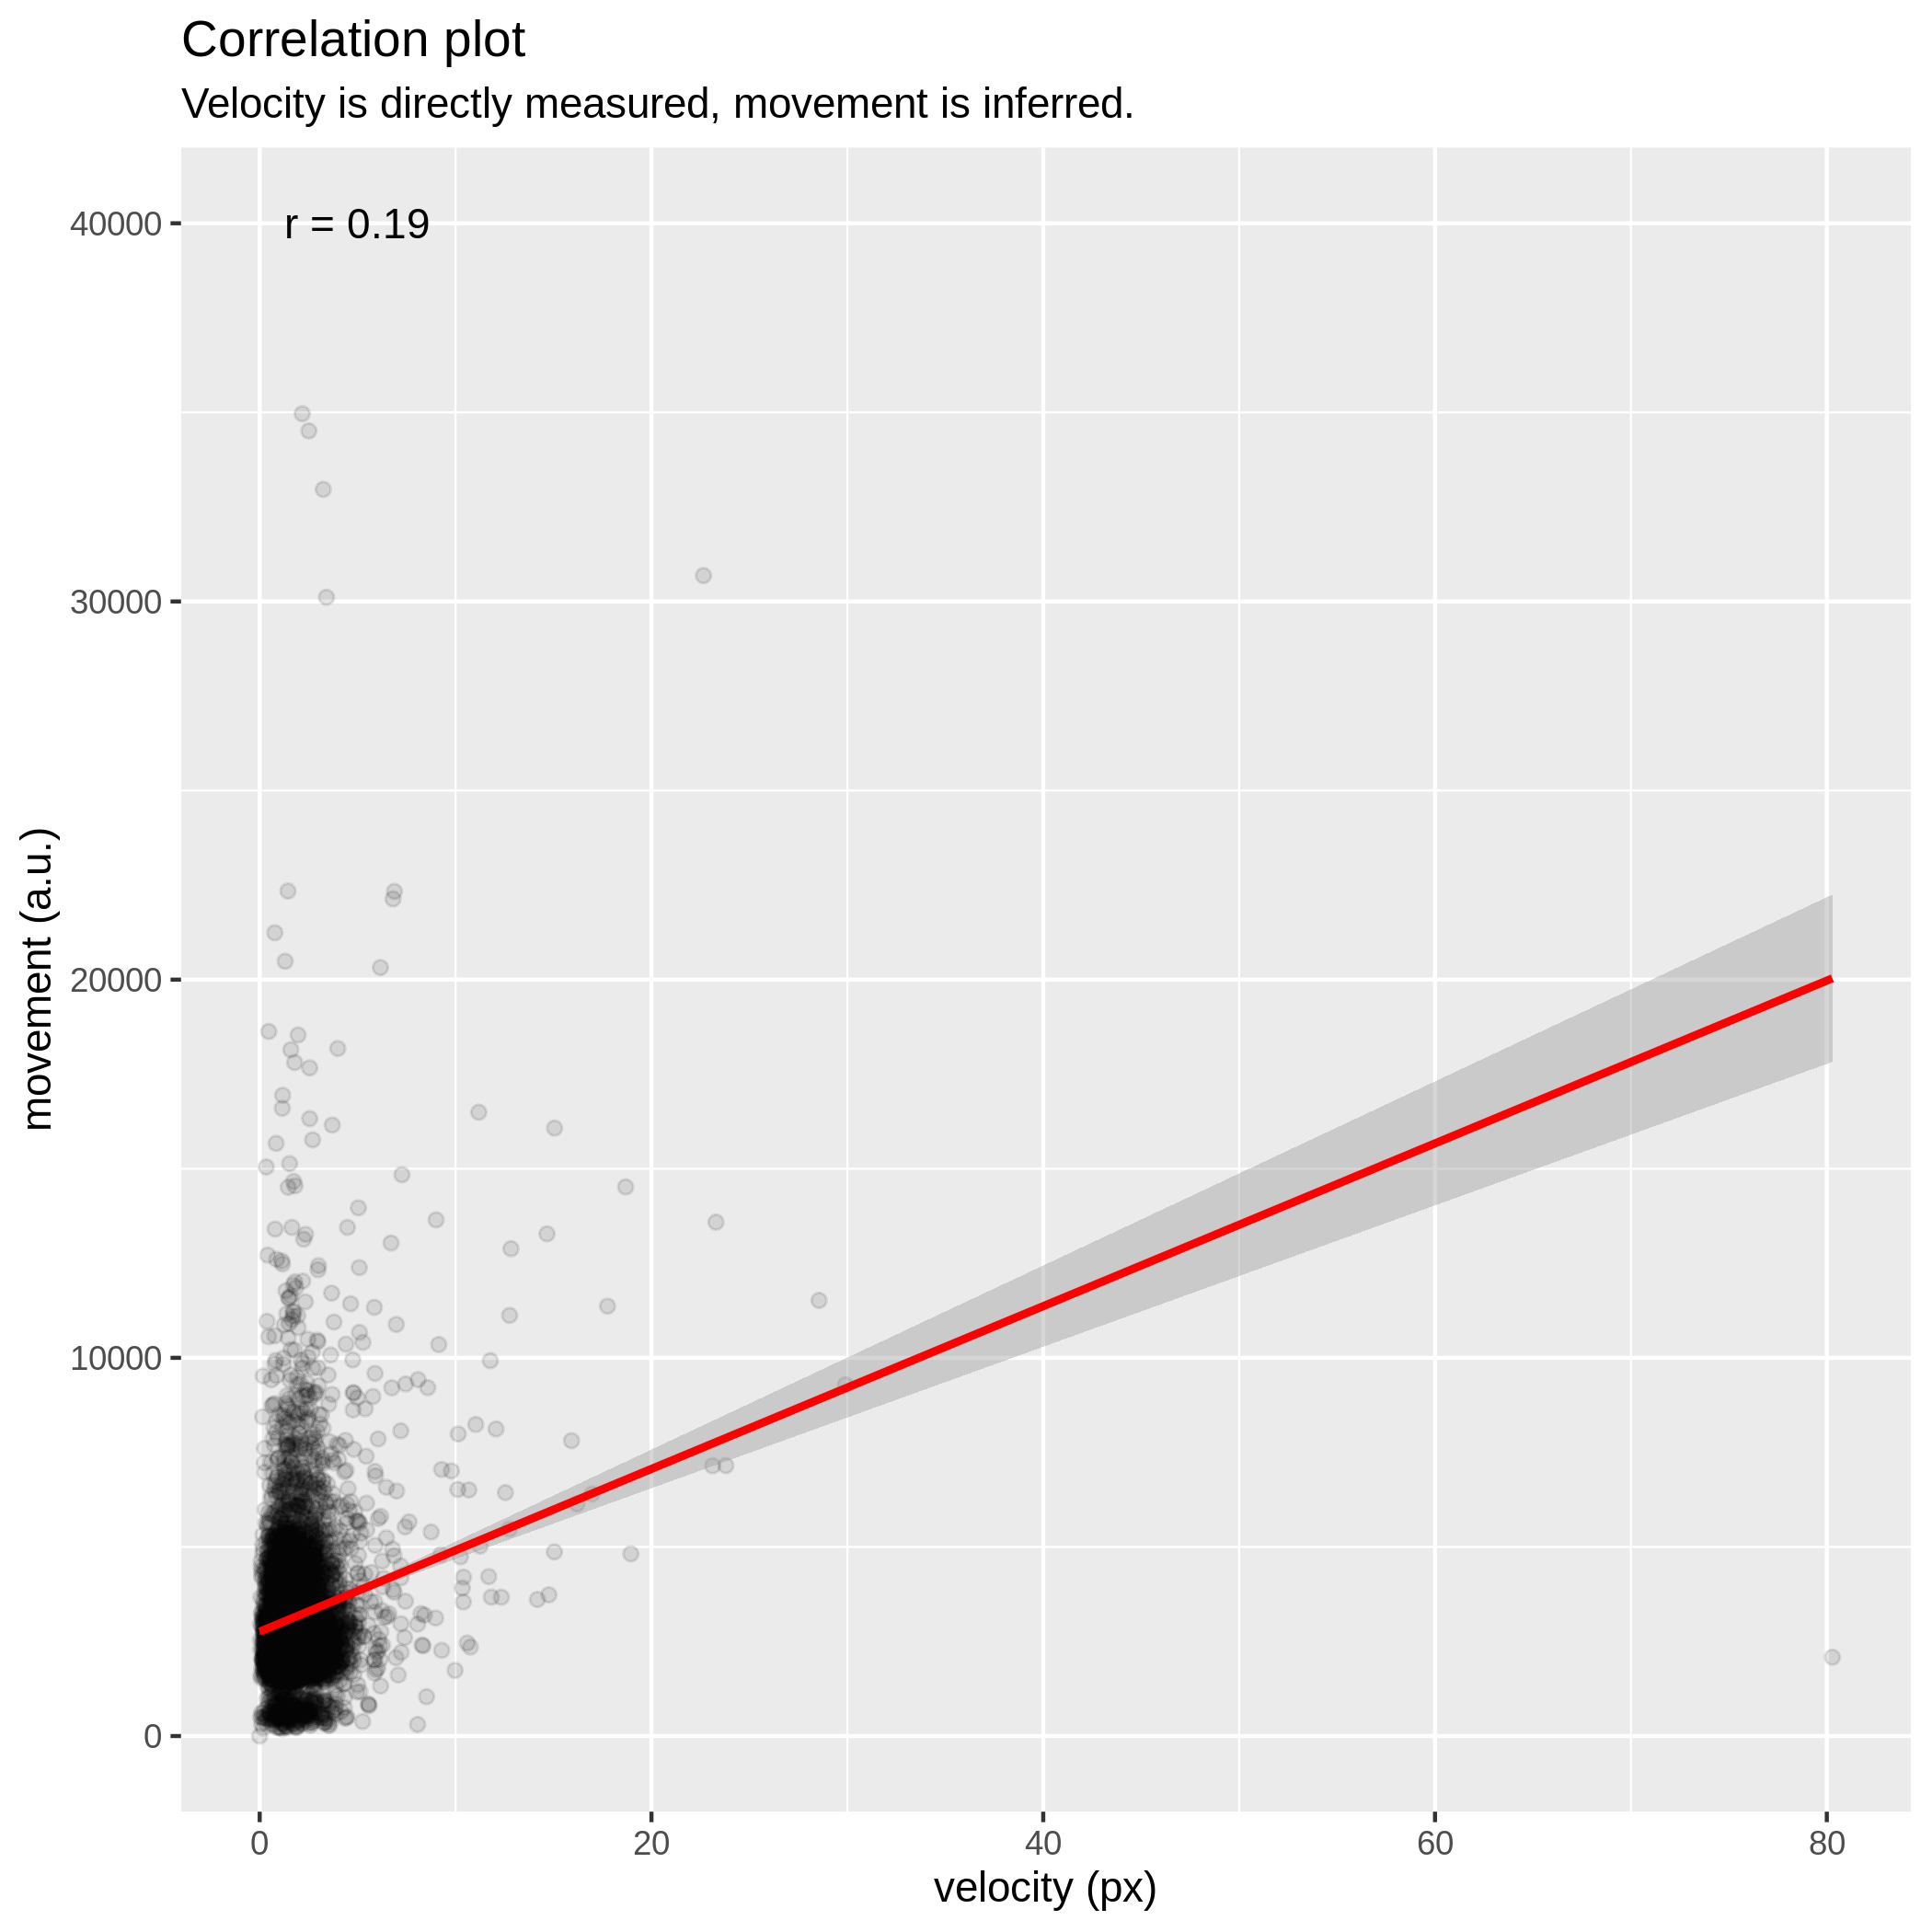 Correlation plot
Velocity is directly measured, movement is inferred.
r = 0.19
40000
30000
20000
10000
0
movement (a.u.)
0 20 40 60 80
velocity (px)